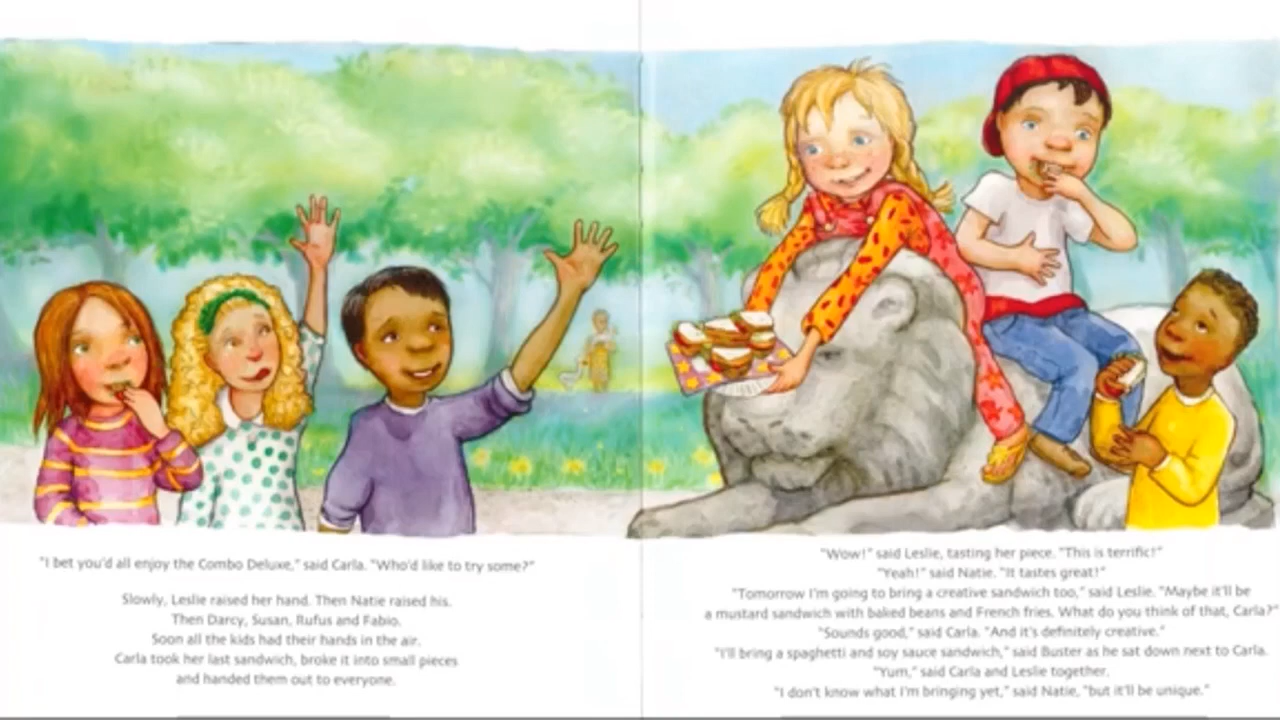 "I bet you'd all enjoy the Combo Deluxe," said Carla. "Who'd like to try some?"
Slowly, Leslie raised her hand. Then Natie raised his.
Then Darcy, Susan, Rufus and Fabio.
Soon all the kids had their hands in the air.
Carla took her last sandwich, broke it into small pieces
and handed them out to everyone.
"Wow!" said Leslie, tasting her piece. "This is terrific!"
"Yeah!" said Natie. "It tastes great!"
"Tomorrow I'm going to bring a creative sandwich too," said Leslie. "Maybe it'll be
a mustard sandwich with baked beans and French fries. What do you think of that, Carla?"
"Sounds good," said Carla. "And it's definitely creative."
"I'll bring a spaghetti and soy sauce sandwich," said Buster as he sat down next to Carla.
"Yum," said Carla and Leslie together.
"I don't know what I'm bringing yet," said Natie, "but it'll be unique."